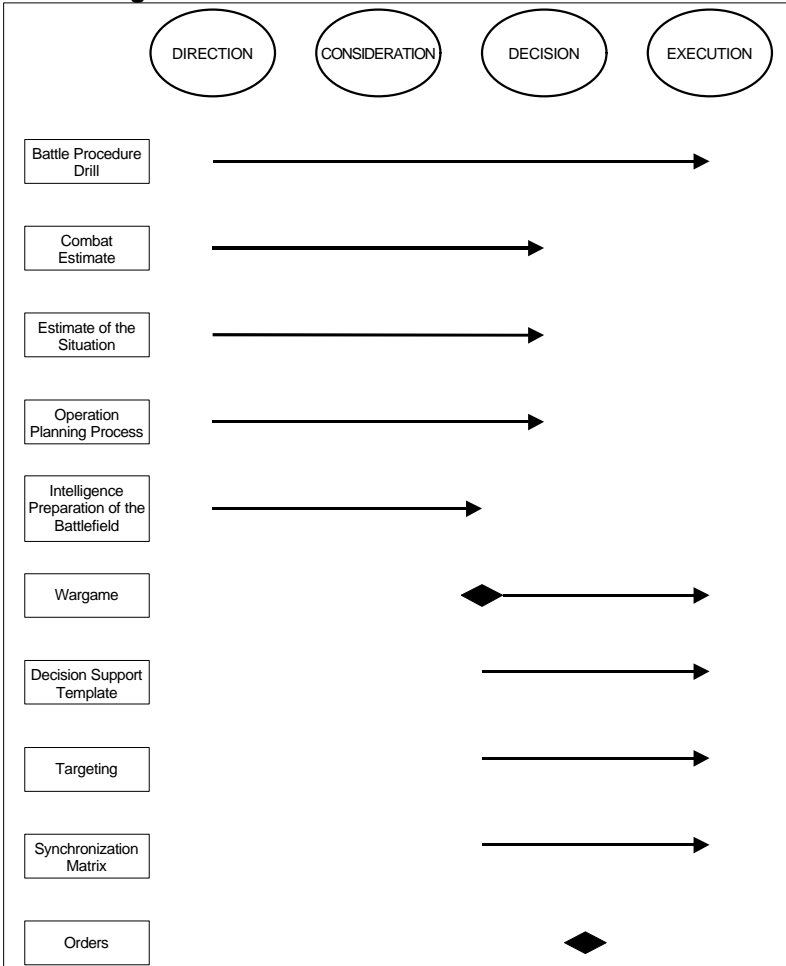 DIRECTION
CONSIDERATION
DECISION
EXECUTION
Battle Procedure
Drill
Combat
Estimate
Estimate of the
Situation
Operation
Planning Process
Intelligence
Preparation of the
Battlefield
Wargame
Decision Support
Template
Targeting
Synchronization
Matrix
Orders